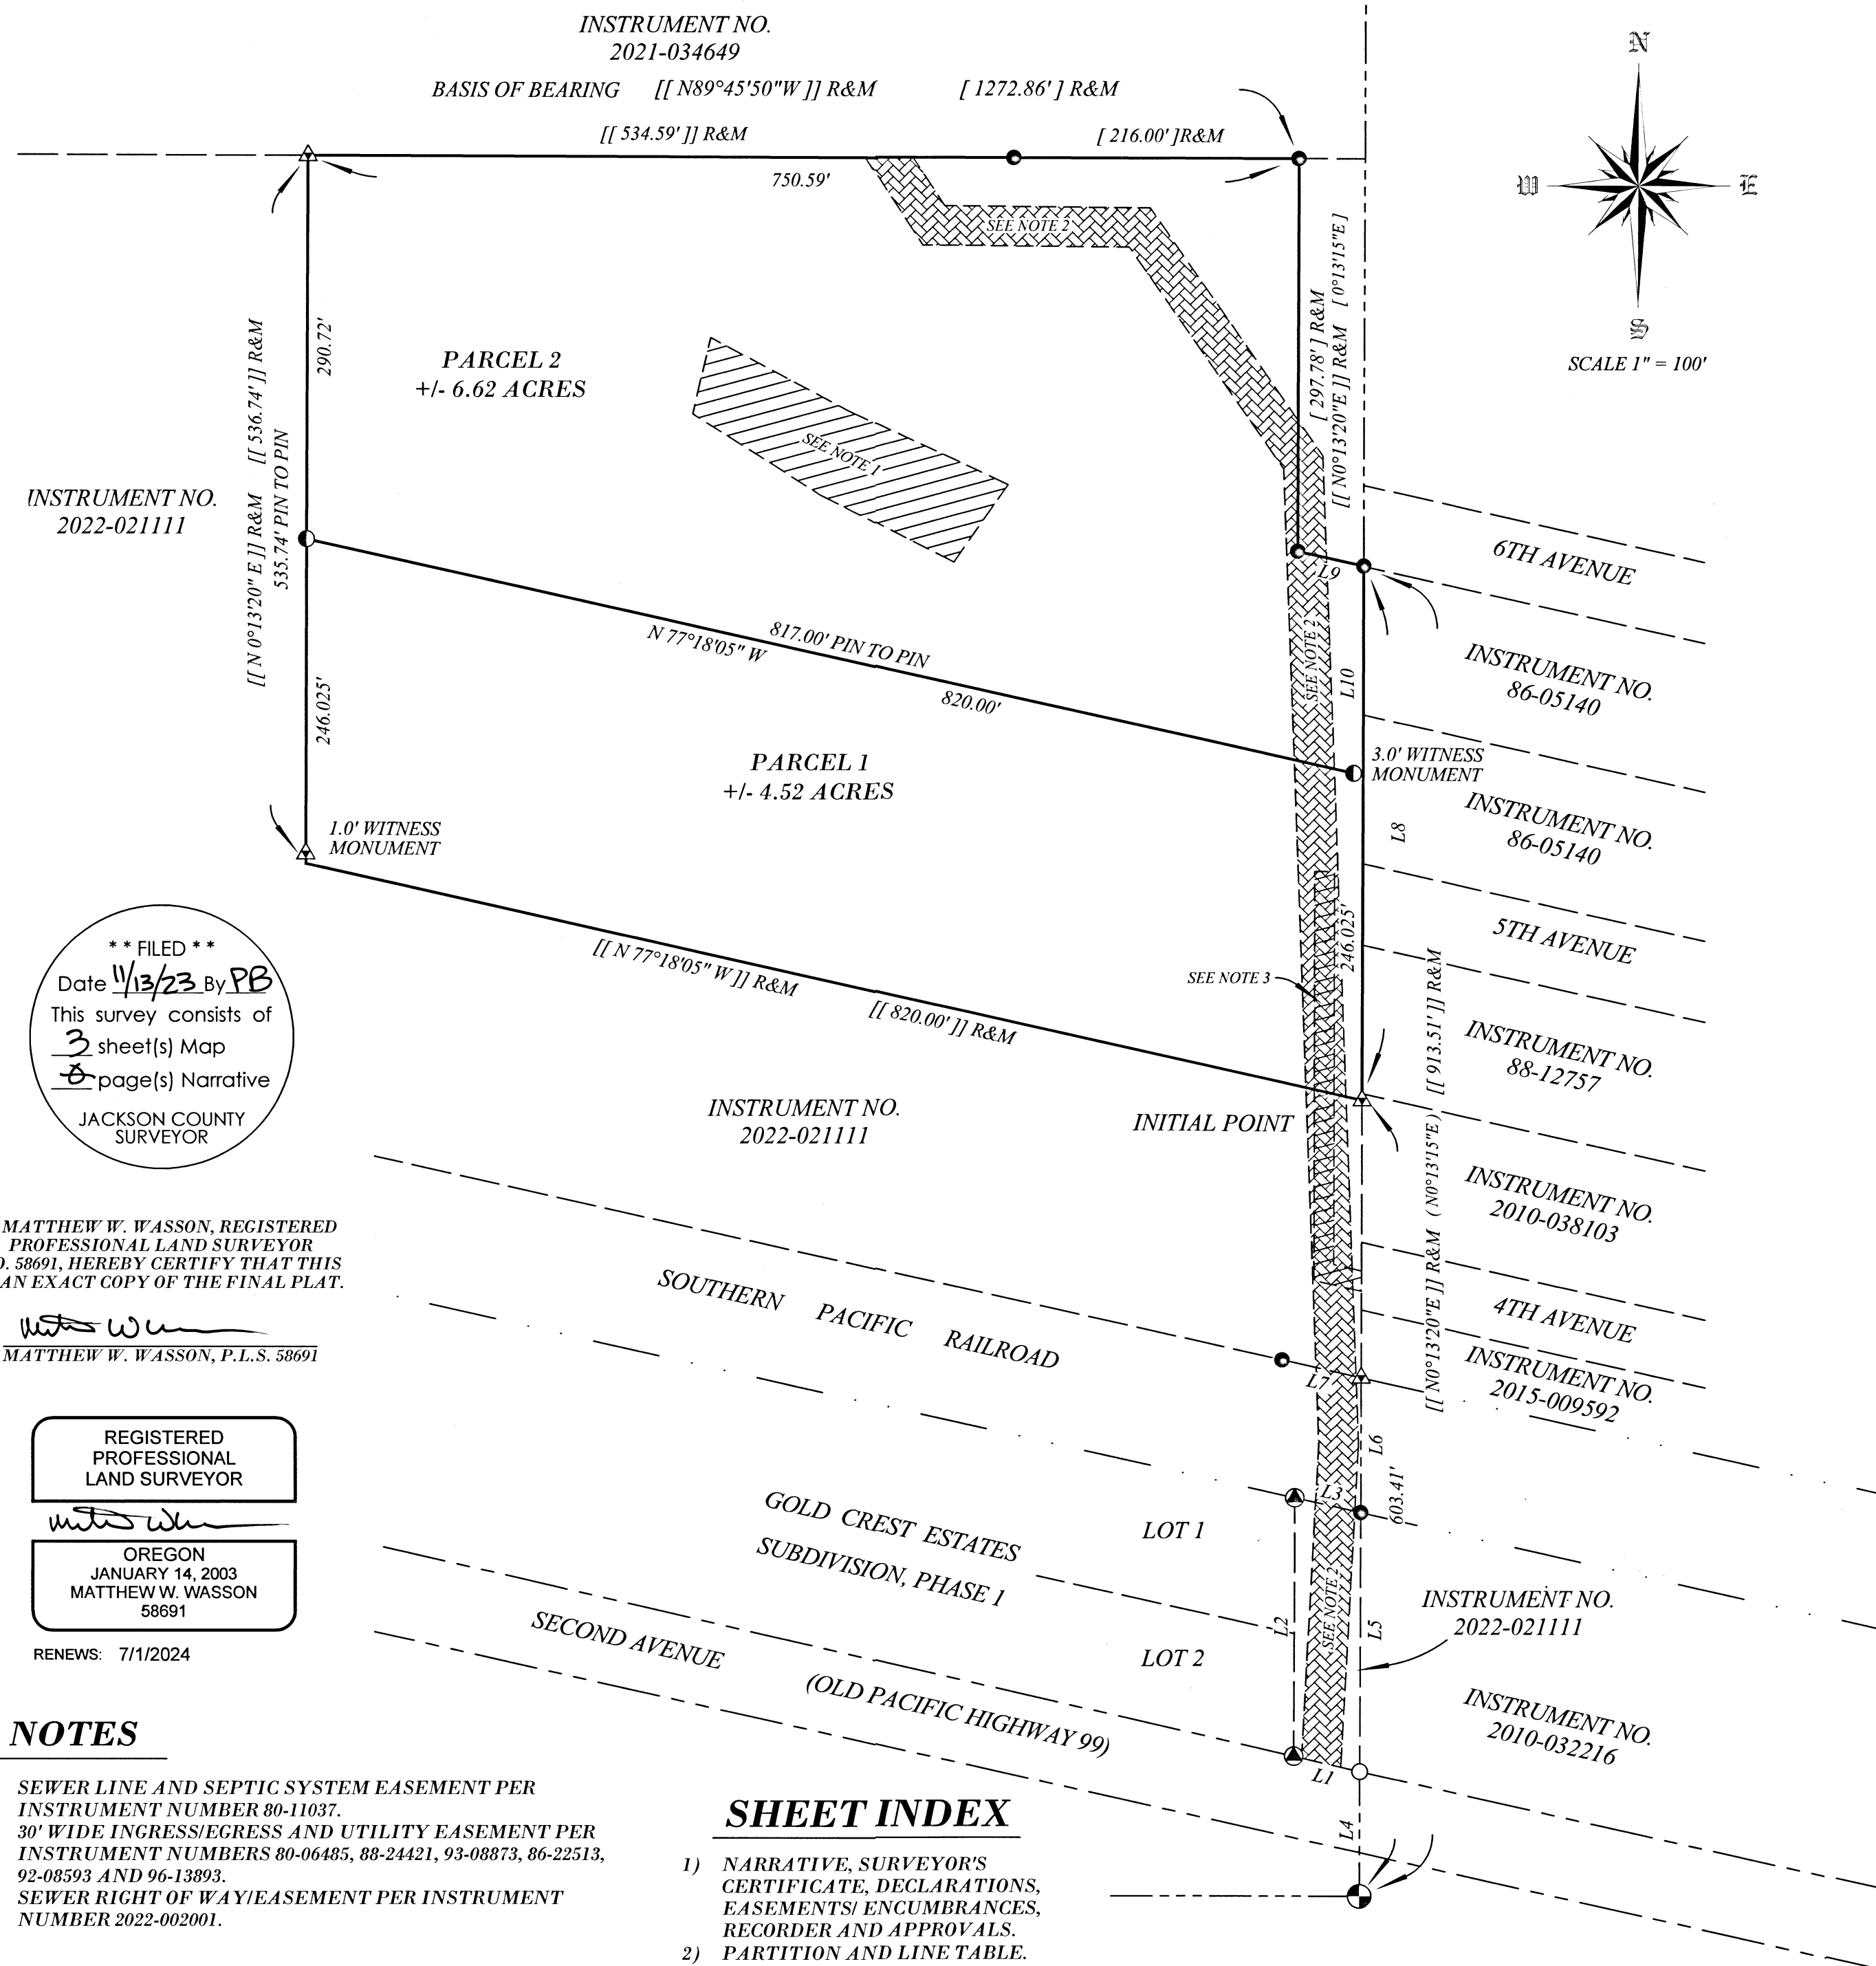 INSTRUMENT NO.
2021-034649
BASIS OF BEARING [[ N89°45'50"W ]] R&M [ 1272.86' ] R&M
[[ 534.59' ]] R&M
[ 216.00' ]R&M
750.59'
SEE NOTE 2
N
W
E
S
SCALE 1" = 100'
[ 297.78' ] R&M
[[ N0°13'20"E ]] R&M [ 0°13'15"E ]
290.72'
PARCEL 2
+/- 6.62 ACRES
SEE NOTE 1
[[ N 0°13'20" E ]] R&M [[ 536.74' ]] R&M
535.74' PIN TO PIN
INSTRUMENT NO.
2022-021111
6TH AVENUE
L9
SEE NOTE 2
L10
N 77°18'05" W
817.00' PIN TO PIN
820.00'
INSTRUMENT NO.
86-05140
246.025'
PARCEL 1
+/- 4.52 ACRES
3.0' WITNESS
MONUMENT
INSTRUMENT NO.
86-05140
L8
1.0' WITNESS
MONUMENT
5TH AVENUE
246.025'
[[ N 77°18'05" W ]] R&M
[[ 820.00' ]] R&M
SEE NOTE 3
INSTRUMENT NO.
88-12757
* * FILED * *
Date 11/13/23 By PB
This survey consists of
3 sheet(s) Map
0 page(s) Narrative
JACKSON COUNTY
SURVEYOR
INSTRUMENT NO.
2022-021111
INITIAL POINT
[[ N0°13'20"E ]] R&M (N0°13'15"E) [[ 913.51' ]] R&M
INSTRUMENT NO.
2010-038103
MATTHEW W. WASSON, REGISTERED
PROFESSIONAL LAND SURVEYOR
O. 58691, HEREBY CERTIFY THAT THIS
AN EXACT COPY OF THE FINAL PLAT.
MATTHEW W. WASSON, P.L.S. 58691
SOUTHERN PACIFIC RAILROAD
4TH AVENUE
L7
INSTRUMENT NO.
2015-009592
L6
603.41'
L3
REGISTERED
PROFESSIONAL
LAND SURVEYOR
OREGON
JANUARY 14, 2003
MATTHEW W. WASSON
58691
RENEWS: 7/1/2024
GOLD CREST ESTATES
SUBDIVISION, PHASE 1
LOT 1
LOT 2
L2
SEE NOTE 2
L5
INSTRUMENT NO.
2022-021111
SECOND AVENUE
(OLD PACIFIC HIGHWAY 99)
INSTRUMENT NO.
2010-032216
L1
L4
NOTES
SEWER LINE AND SEPTIC SYSTEM EASEMENT PER
INSTRUMENT NUMBER 80-11037.
30' WIDE INGRESS/EGRESS AND UTILITY EASEMENT PER
INSTRUMENT NUMBERS 80-06485, 88-24421, 93-08873, 86-22513,
92-08593 AND 96-13893.
SEWER RIGHT OF WAY/EASEMENT PER INSTRUMENT
NUMBER 2022-002001.
SHEET INDEX
1) NARRATIVE, SURVEYOR'S
CERTIFICATE, DECLARATIONS,
EASEMENTS/ ENCUMBRANCES,
RECORDER AND APPROVALS.
2) PARTITION AND LINE TABLE.